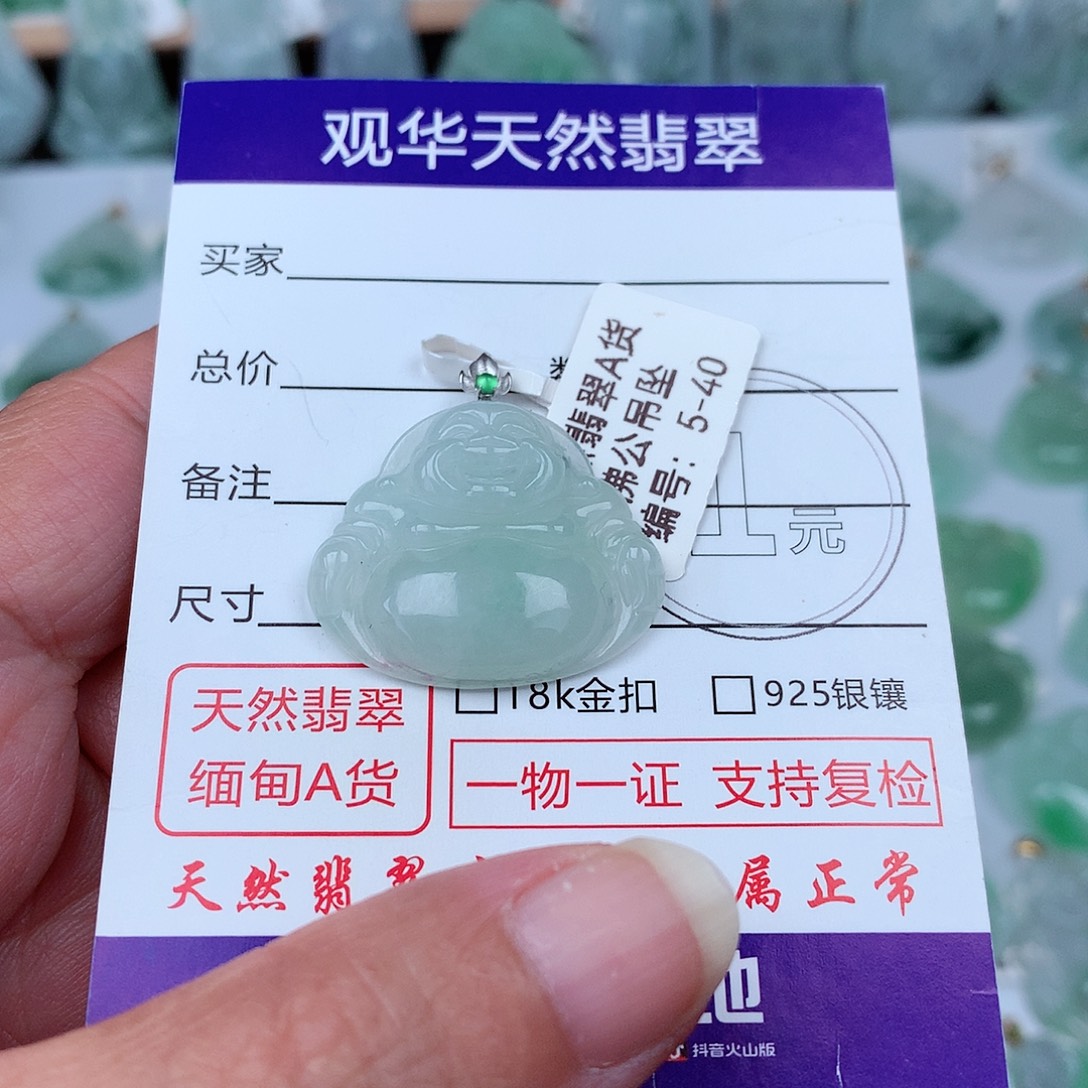 观华天然翡翠
买家
总价
备注
尺寸
翡翠A货
佛公吊坠
编号：5-40
1元
18k金扣
925银镶
天然翡翠
缅甸A货
一物一证 支持复检
天然翡翠
属正常
地
抖音火山版